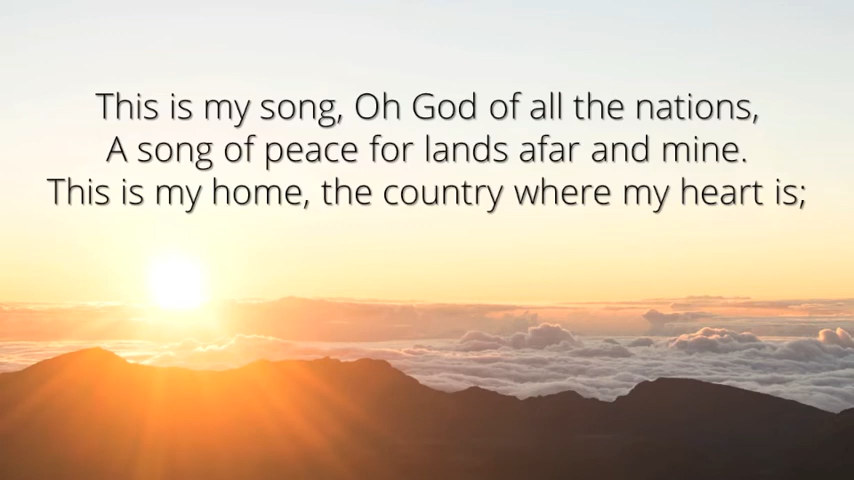 This is my song, Oh God of all the nations,
A song of peace for lands afar and mine.
This is my home, the country where my heart is;